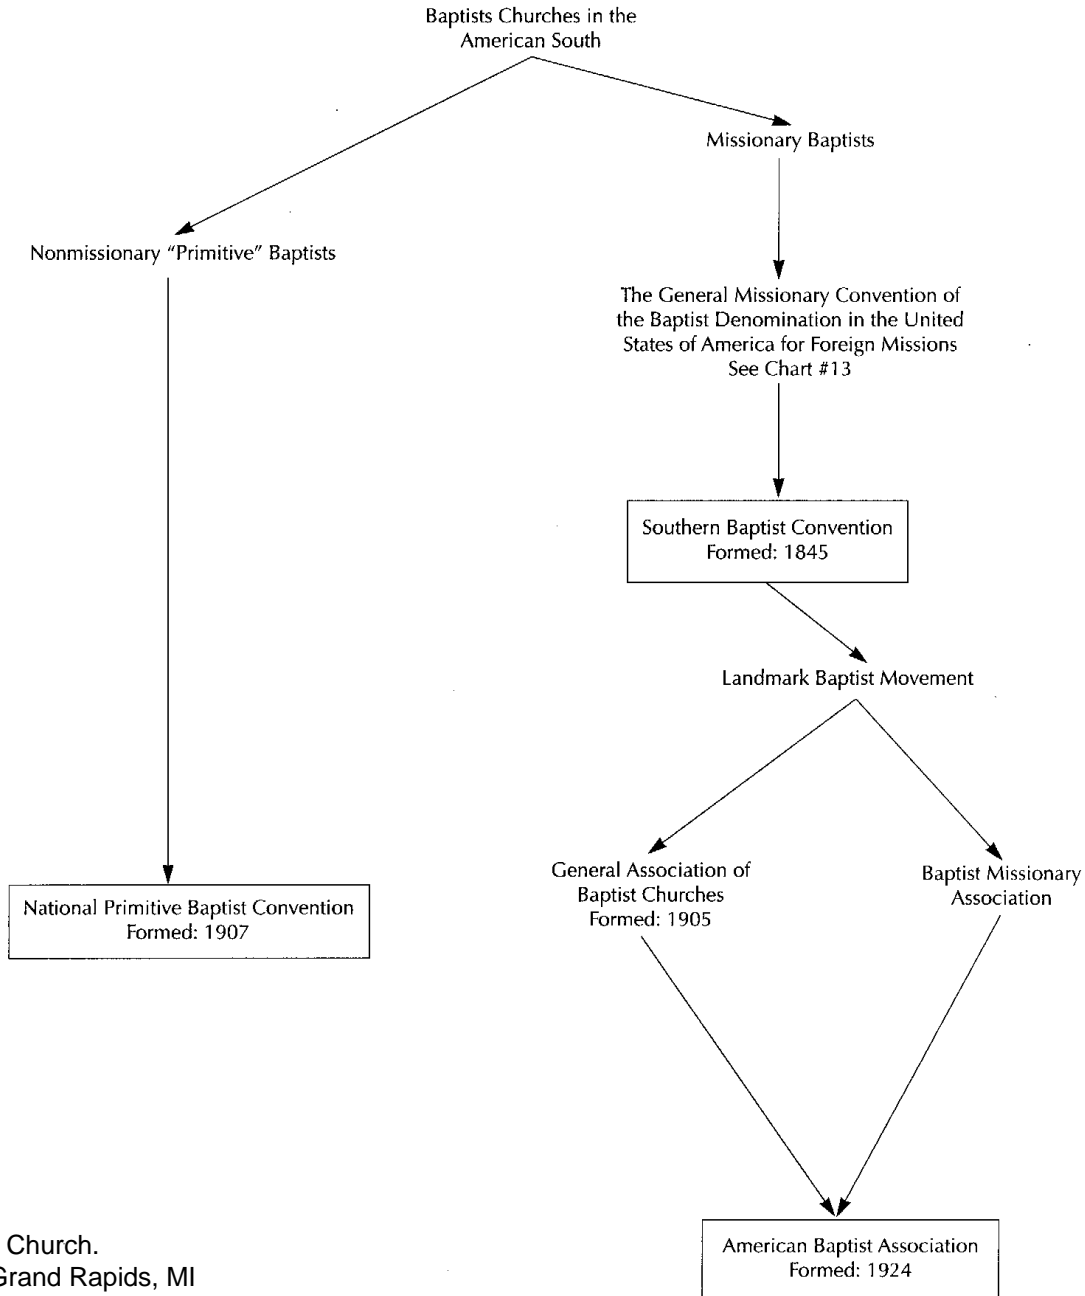 Baptists Churches in the
American South
Missionary Baptists
Nonmissionary "Primitive" Baptists
The General Missionary Convention of
the Baptist Denomination in the United
States of America for Foreign Missions
See Chart #13
Southern Baptist Convention
Formed: 1845
Landmark Baptist Movement
General Association of
Baptist Churches
Formed: 1905
Baptist Missionary
Association
National Primitive Baptist Convention
Formed: 1907
American Baptist Association
Formed: 1924
Church.
Grand Rapids, MI